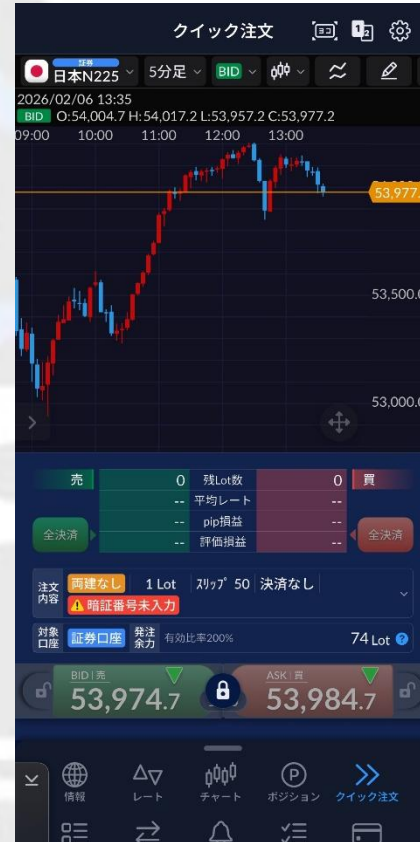 クイック注文
1 2
証券
日本N225 5分足 BID
2026/02/06 13:35
BID O:54,004.7 H:54,017.2 L:53,957.2 C:53,977.2
09:00 10:00 11:00 12:00 13:00
53,977.
53,500.0
53,000.0
売 0 残Lot数 0 買
-- 平均レート --
-- pip損益 --
全決済 -- 評価損益 -- 全決済
注文内容 両建なし 1 Lot スリップ 50 決済なし
暗証番号未入力
対象口座 証券口座 発注余力 有効比率200% 74 Lot ?
BID|売 ASK|買
53,974.7 53,984.7
情報 レート チャート P ポジション クイック注文